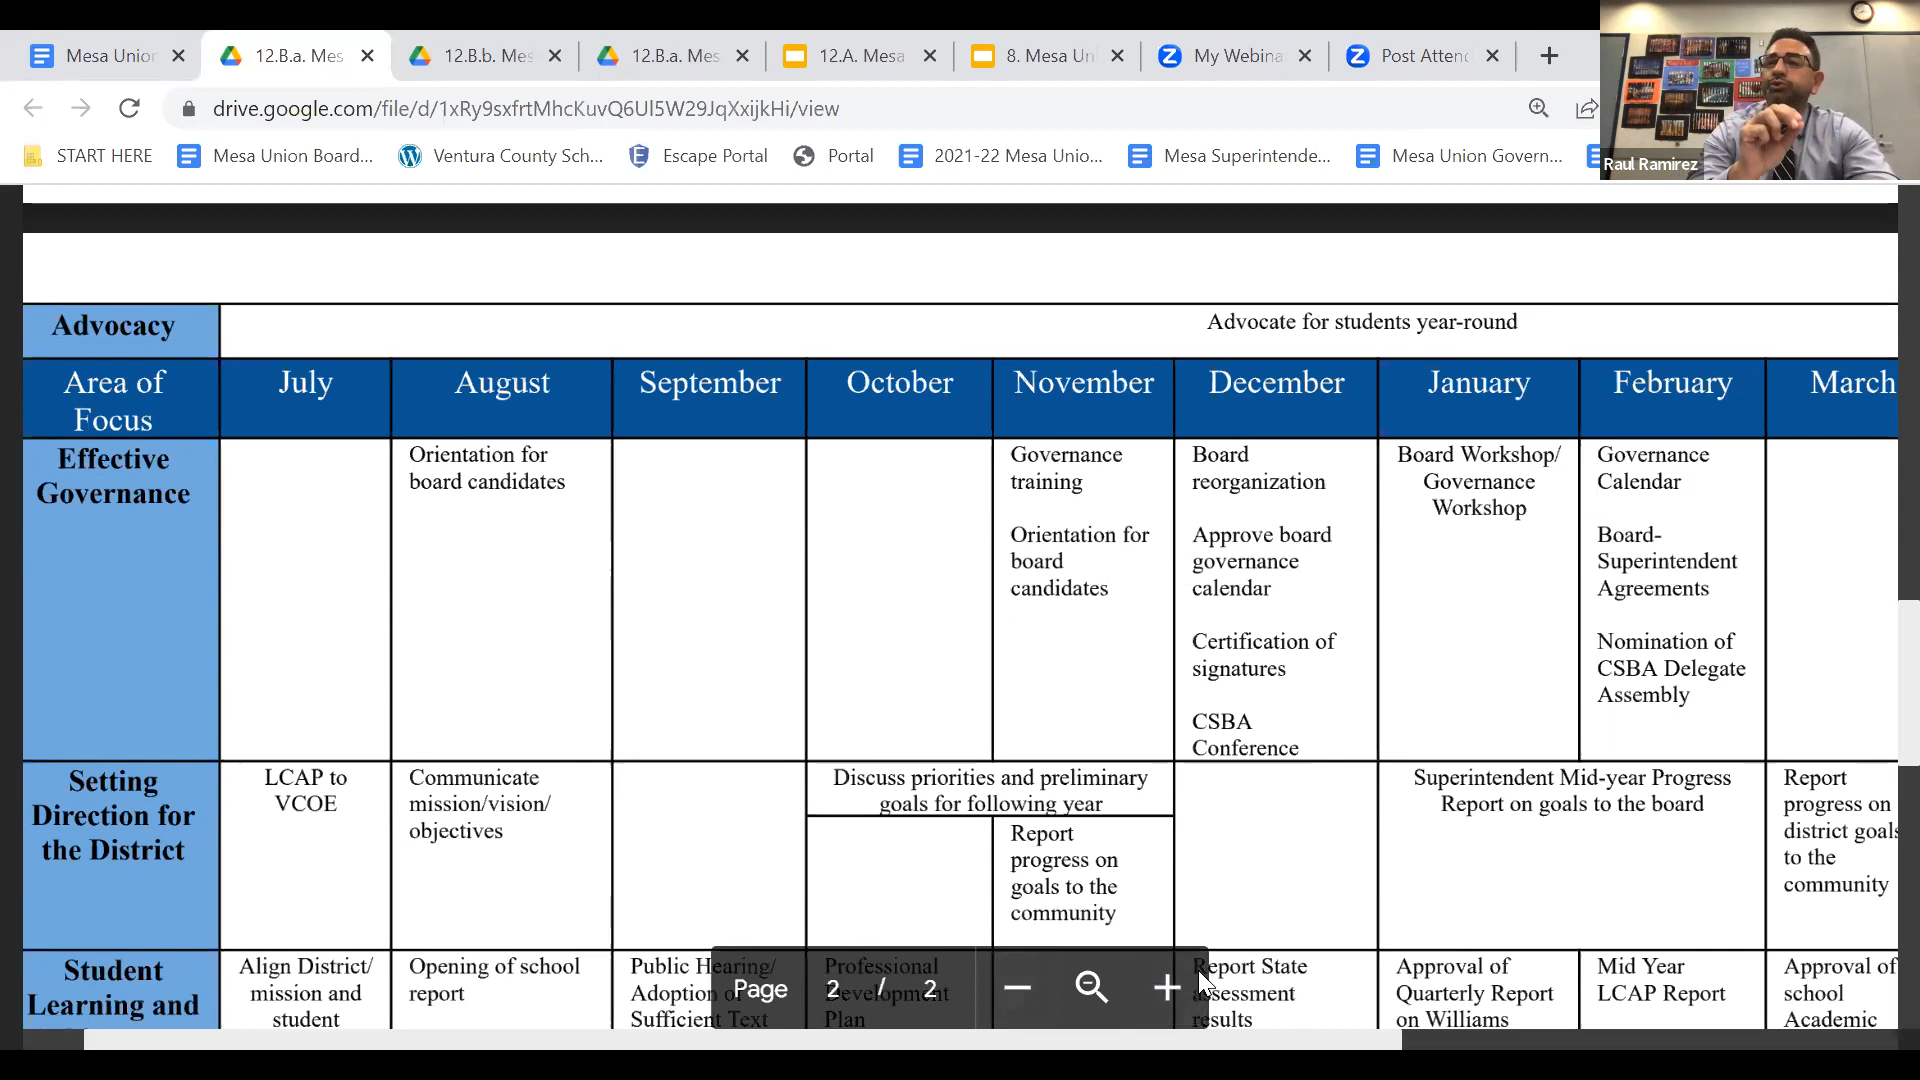 Mesa Union
12.B.a. Mes
12.B.b. Mes
12.B.a. Mes
12.A. Mesa
8. Mesa Un
My Webina
Post Attend
drive.google.com/file/d/1xRy9sxfrtMhcKuvQ6Ul5W29JqXxijkHi/view
START HERE
Mesa Union Board...
Ventura County Sch...
Escape Portal
Portal
2021-22 Mesa Unio...
Mesa Superintende...
Mesa Union Govern...
Raul Ramirez
Advocacy
Advocate for students year-round
Area of
Focus
July
August
September
October
November
December
January
February
March
Effective
Governance
Orientation for
board candidates
Governance
training
Orientation for
board
candidates
Board
reorganization
Approve board
governance
calendar
Certification of
signatures
CSBA
Conference
Board Workshop/
Governance
Workshop
Governance
Calendar
Board-
Superintendent
Agreements
Nomination of
CSBA Delegate
Assembly
Setting
Direction for
the District
LCAP to
VCOE
Communicate
mission/vision/
objectives
Discuss priorities and preliminary
goals for following year
Report
progress on
goals to the
community
Superintendent Mid-year Progress
Report on goals to the board
Report
progress on
district goals
to the
community
Student
Learning and
Align District/
mission and
student
Opening of school
report
Public Hearing/
Adoption of
Sufficient Text
Professional
Development
Plan
Report State
assessment
results
Approval of
Quarterly Report
on Williams
Mid Year
LCAP Report
Approval of
school
Academic
Page 2 / 2